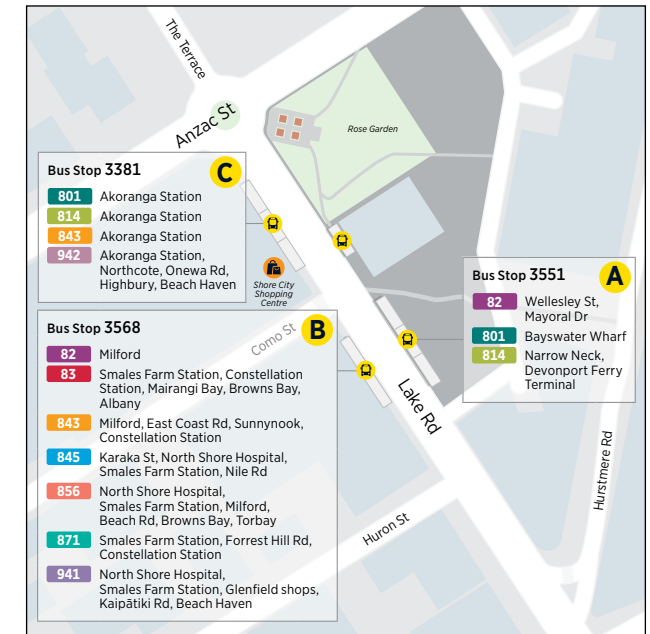 The Terrace
Anzac St
Rose Garden
Bus Stop 3381
C
801 Akoranga Station
814 Akoranga Station
843 Akoranga Station
942 Akoranga Station,
Northcote, Onewa Rd,
Highbury, Beach Haven
Shore City
Shopping
Centre
Bus Stop 3551
A
82 Wellesley St,
Mayoral Dr
801 Bayswater Wharf
814 Narrow Neck,
Devonport Ferry
Terminal
Como St
Bus Stop 3568
B
82 Milford
83 Smales Farm Station, Constellation
Station, Mairangi Bay, Browns Bay,
Albany
843 Milford, East Coast Rd, Sunnynook,
Constellation Station
845 Karaka St, North Shore Hospital,
Smales Farm Station, Nile Rd
856 North Shore Hospital,
Smales Farm Station, Milford,
Beach Rd, Browns Bay, Torbay
871 Smales Farm Station, Forrest Hill Rd,
Constellation Station
941 North Shore Hospital,
Smales Farm Station, Glenfield shops,
Kaipātiki Rd, Beach Haven
Lake Rd
Huron St
Hurstmere Rd